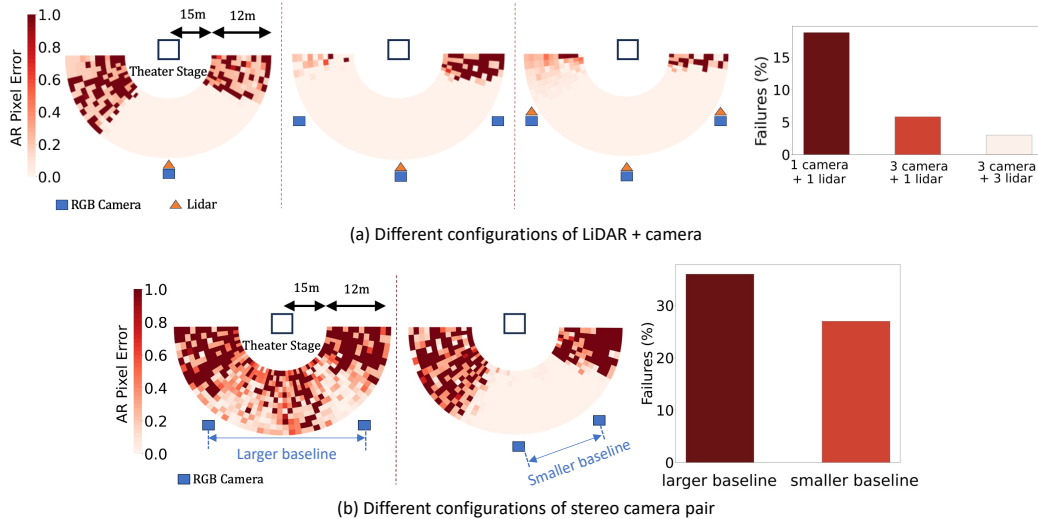 1.0
0.8
0.6
0.4
0.2
0.0
AR Pixel Error
15m
12m
Theater Stage
RGB Camera
Lidar
Failures (%)
15
10
5
0
1 camera
+ 1 lidar
3 camera
+ 1 lidar
3 camera
+ 3 lidar
(a) Different configurations of LiDAR + camera
1.0
0.8
0.6
0.4
0.2
0.0
AR Pixel Error
15m
12m
Theater Stage
Larger baseline
RGB Camera
Smaller baseline
Failures (%)
30
20
10
0
larger baseline
smaller baseline
(b) Different configurations of stereo camera pair